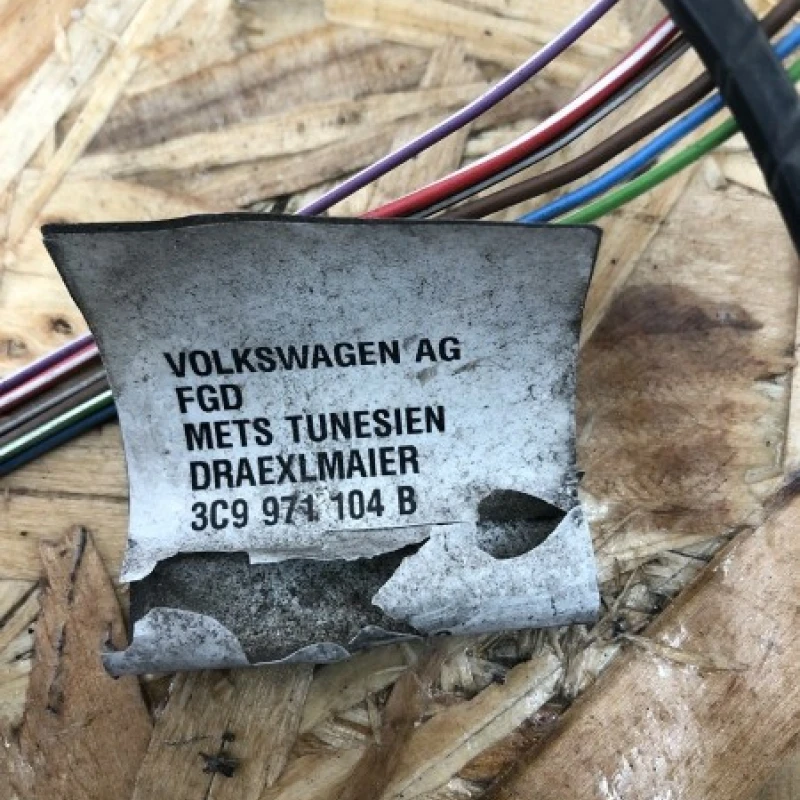 VOLKSWAGEN AG
FGD
METS TUNESIEN
DRAEXLMAIER
3C9 971 104 B